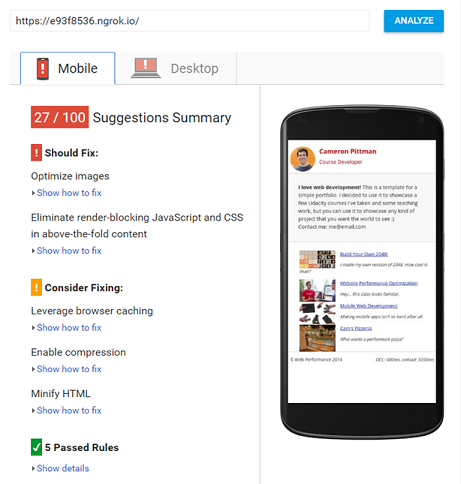 https://e93f8536.ngrok.io/
ANALYZE
Mobile
Desktop
27 / 100 Suggestions Summary
! Should Fix:
Optimize images
Show how to fix
Eliminate render-blocking JavaScript and CSS
in above-the-fold content
Show how to fix
! Consider Fixing:
Leverage browser caching
Show how to fix
Enable compression
Show how to fix
Minify HTML
Show how to fix
5 Passed Rules
Show details
Cameron Pittman
Course Developer
I love web development! This is a template for
a simple portfolio. I decided to use it to showcase a
few Udacity courses I've taken and some teaching
work, but you can use it to showcase any kind of
project that you want the world to see :)
Contact me: me@email.com
Build Your Own 2048!
I made my own version of 2048. How cool is
that!?
Website Performance Optimization
Hey... this class looks familiar.
Mobile Web Development
Making mobile apps isn't so hard after all.
Cam's Pizzeria
Who wants a performant pizza?
© Web Performance 2014